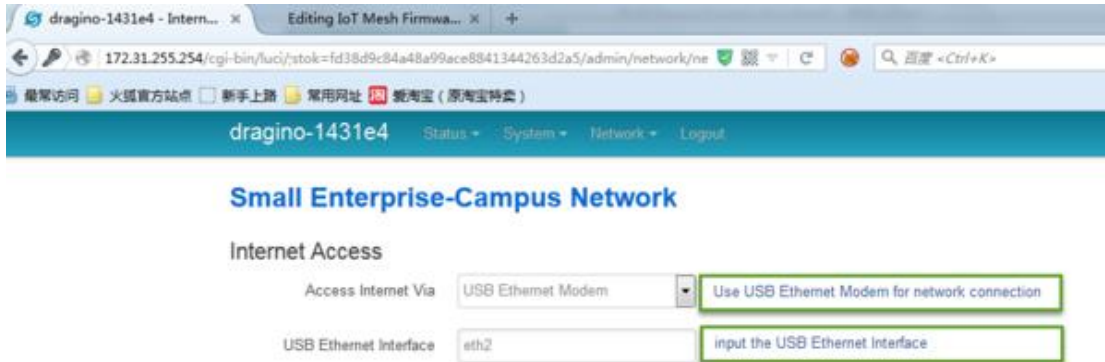 dragino-1431e4 - Intern... × Editing IoT Mesh Firmwa... × +
172.31.255.254/cgi-bin/luci/;stok=fd38d9c84a48a99ace8841344263d2a5/admin/network/ne 百度 <Ctrl+K>
最常访问 火狐官方站点 新手上路 常用网址 爱淘宝（原淘宝特卖）
dragino-1431e4 Status System Network Logout
Small Enterprise-Campus Network
Internet Access
Access Internet Via USB Ethernet Modem Use USB Ethernet Modem for network connection
USB Ethernet Interface eth2 input the USB Ethernet Interface